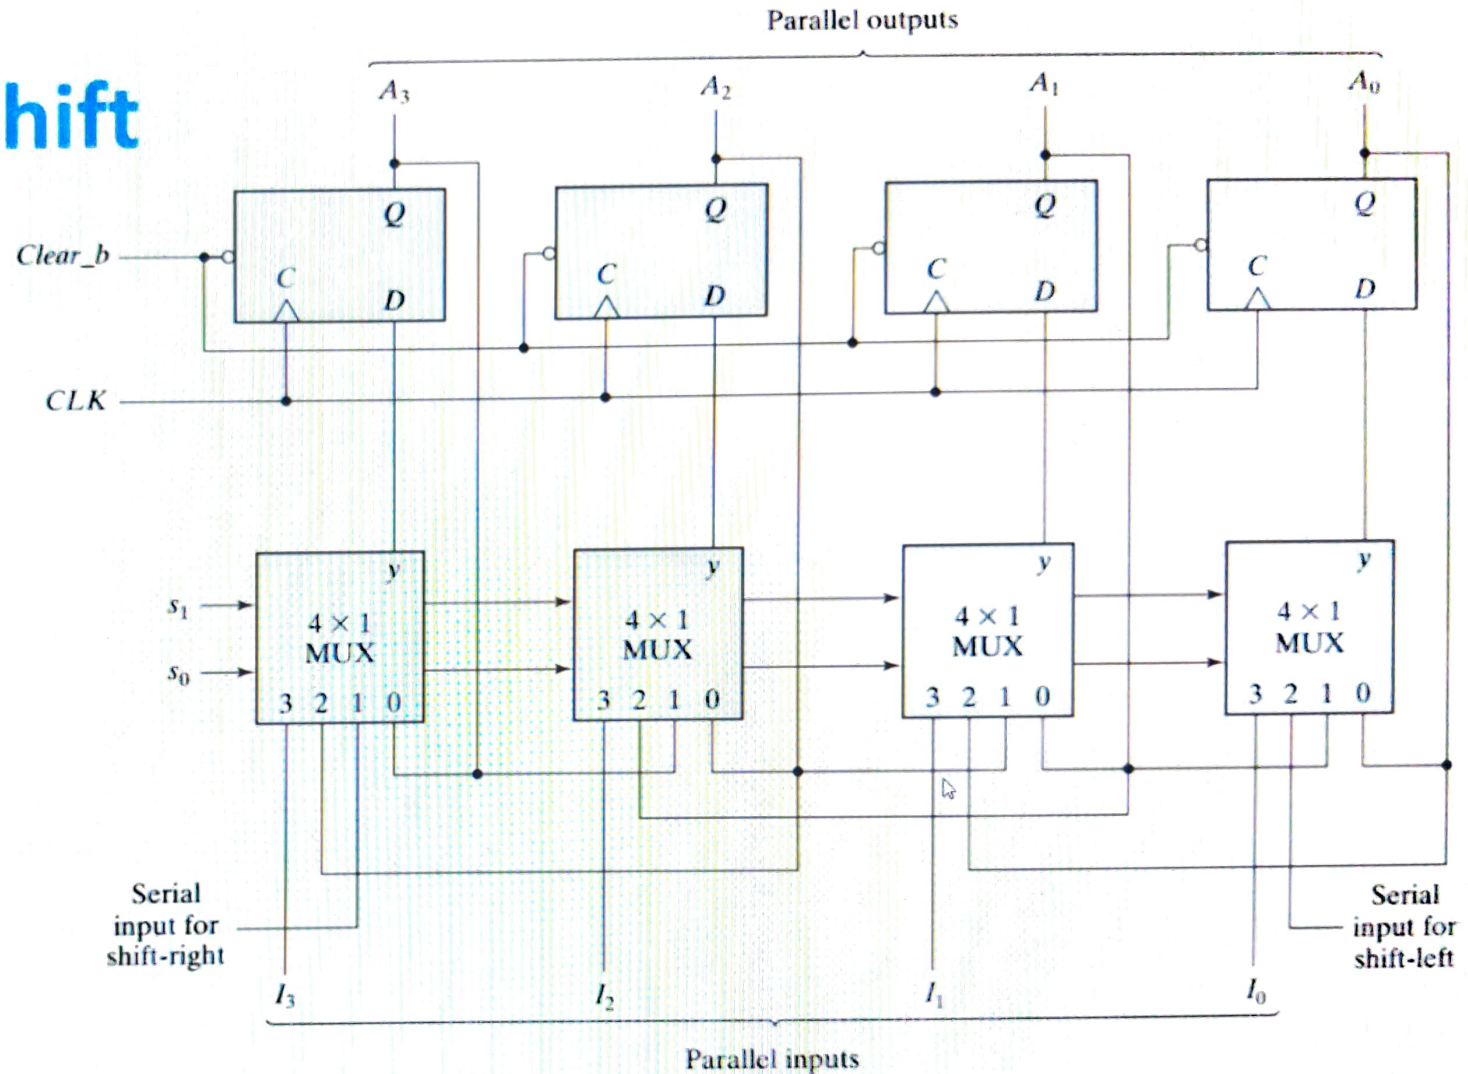 Parallel outputs
hift
A3 A2 A1 A0
Q Q Q Q
Clear_b
C C C C
D D D D
CLK
y y y y
s1
4 × 1 4 × 1 4 × 1 4 × 1
MUX MUX MUX MUX
s0
3 2 1 0 3 2 1 0 3 2 1 0 3 2 1 0
Serial
input for
shift-right
Serial
input for
shift-left
I3 I2 I1 I0
Parallel inputs